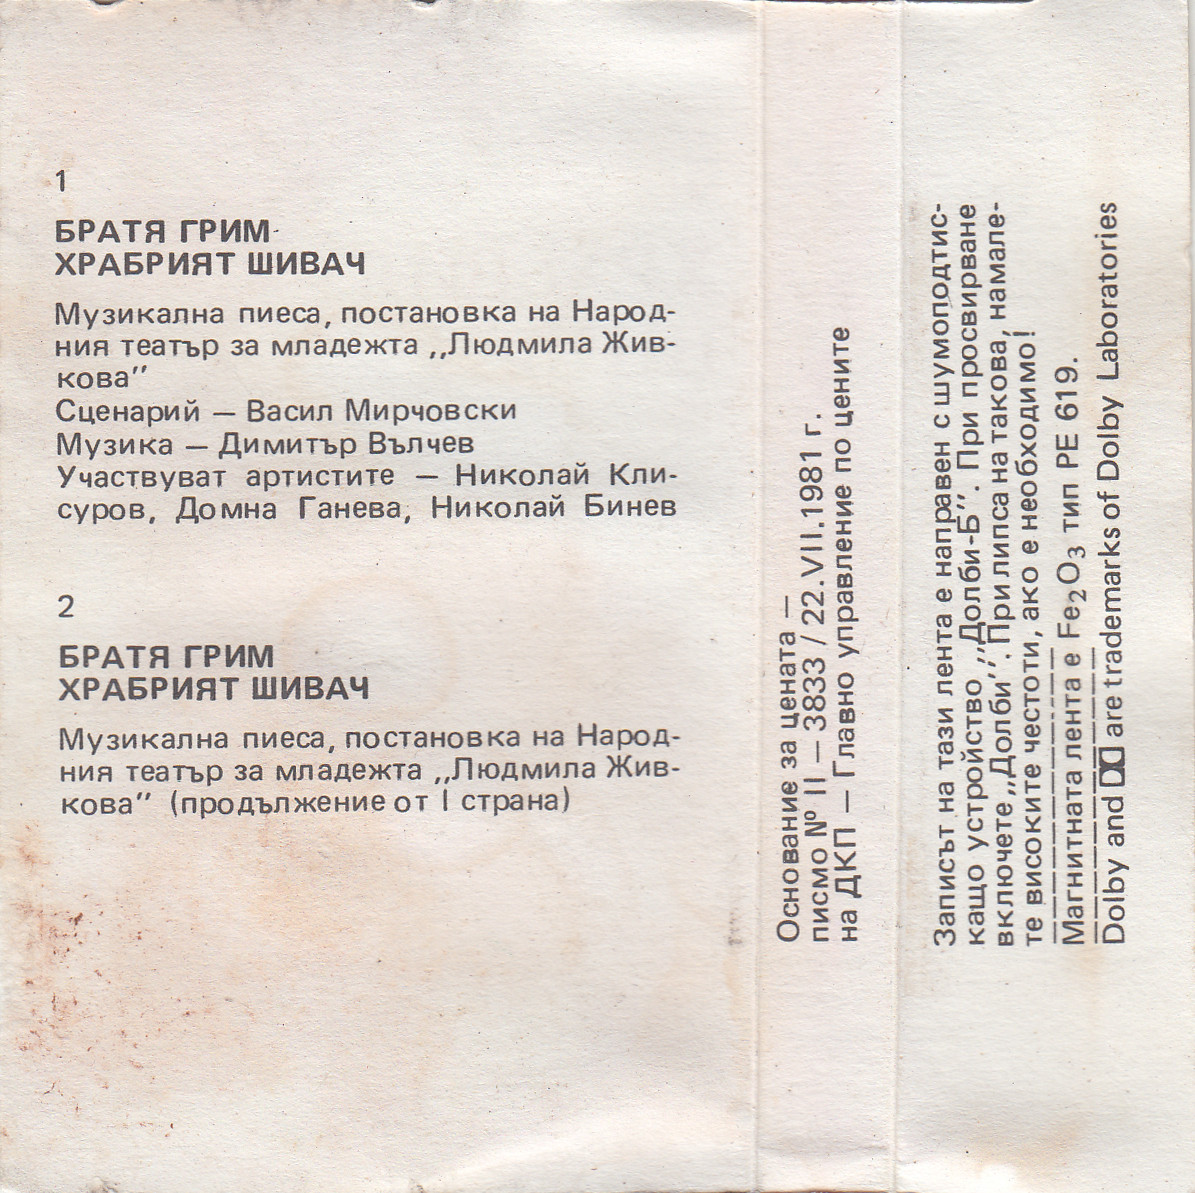 1
БРАТЯ ГРИМ
ХРАБРИЯТ ШИВАЧ
Музикална пиеса, постановка на Народ-
ния театър за младежта ,,Людмила Жив-
кова"
Сценарий — Васил Мирчовски
Музика — Димитър Вълчев
Участвуват артистите — Николай Кли-
суров, Домна Ганева, Николай Бинев
2
БРАТЯ ГРИМ
ХРАБРИЯТ ШИВАЧ
Музикална пиеса, постановка на Народ-
ния театър за младежта ,,Людмила Жив-
кова" (продължение от I страна)
Основание за цената —
писмо № II — 3833 / 22.VII.1981 г.
на ДКП — Главно управление по цените
Записът на тази лента е направен с шумоподтис-
кащо устройство ,,Долби-Б". При просвирване
включете ,,Долби". При липса на такова, намале-
те високите честоти, ако е необходимо!
Магнитната лента е Fe2O3 тип PE 619.
Dolby and are trademarks of Dolby Laboratories